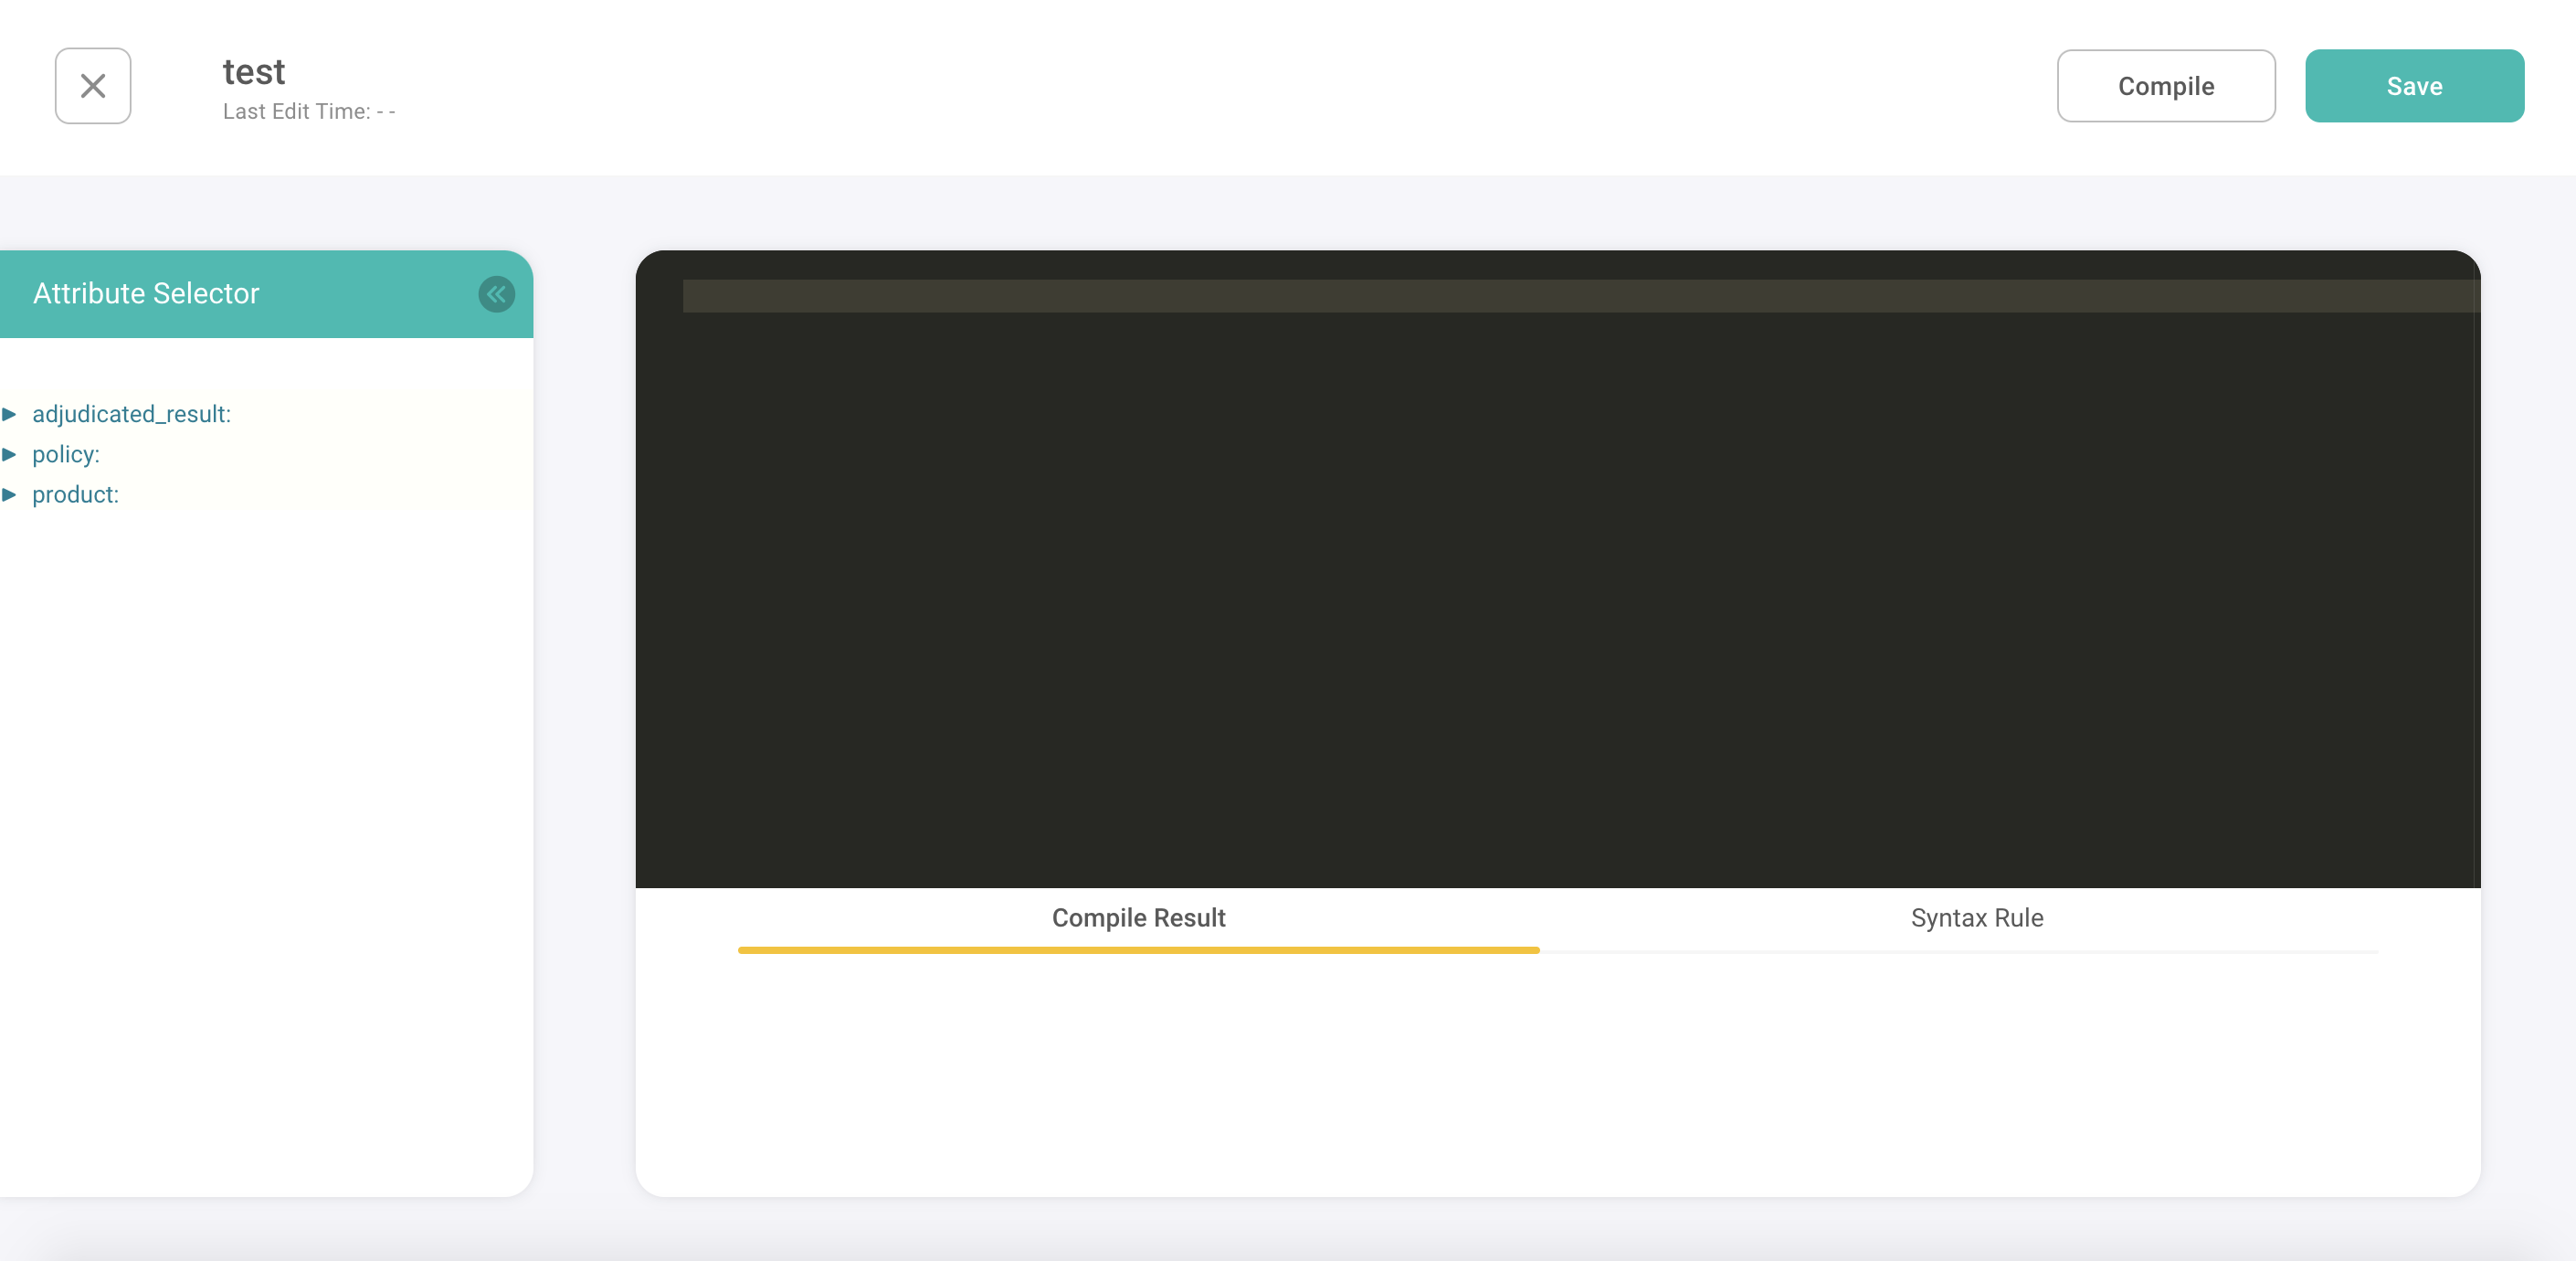 test
Last Edit Time: - -
Compile
Save
Attribute Selector
adjudicated_result:
policy:
product:
Compile Result
Syntax Rule